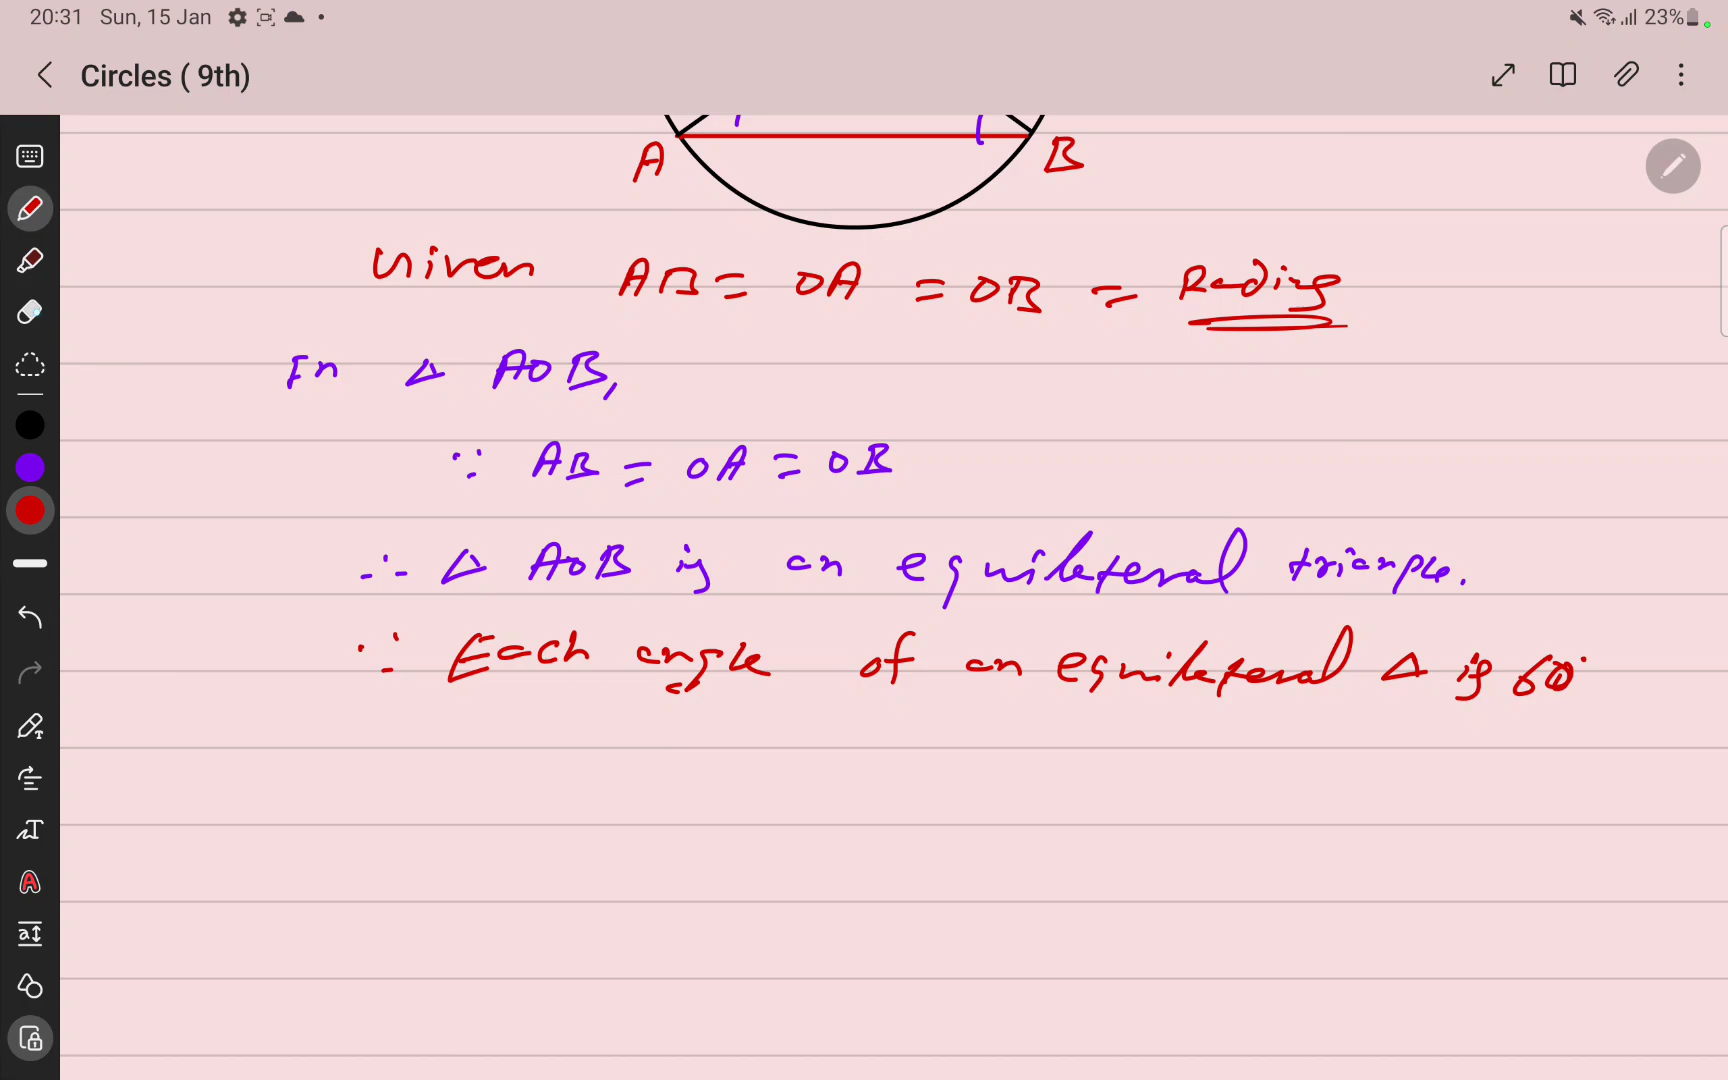 20:31 Sun, 15 Jan 23%
Circles ( 9th)
A B
Given AB = OA = OB = Radius
In △ AOB,
∵ AB = OA = OB
∴ △ AOB is an equilateral triangle.
∵ Each angle of an equilateral △ is 60°